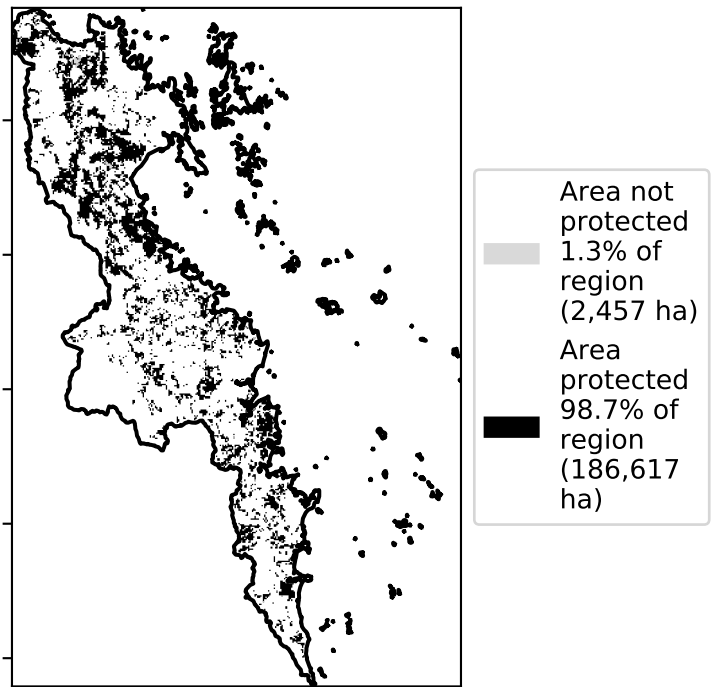 Area not
protected
1.3% of
region
(2,457 ha)
Area
protected
98.7% of
region
(186,617
ha)